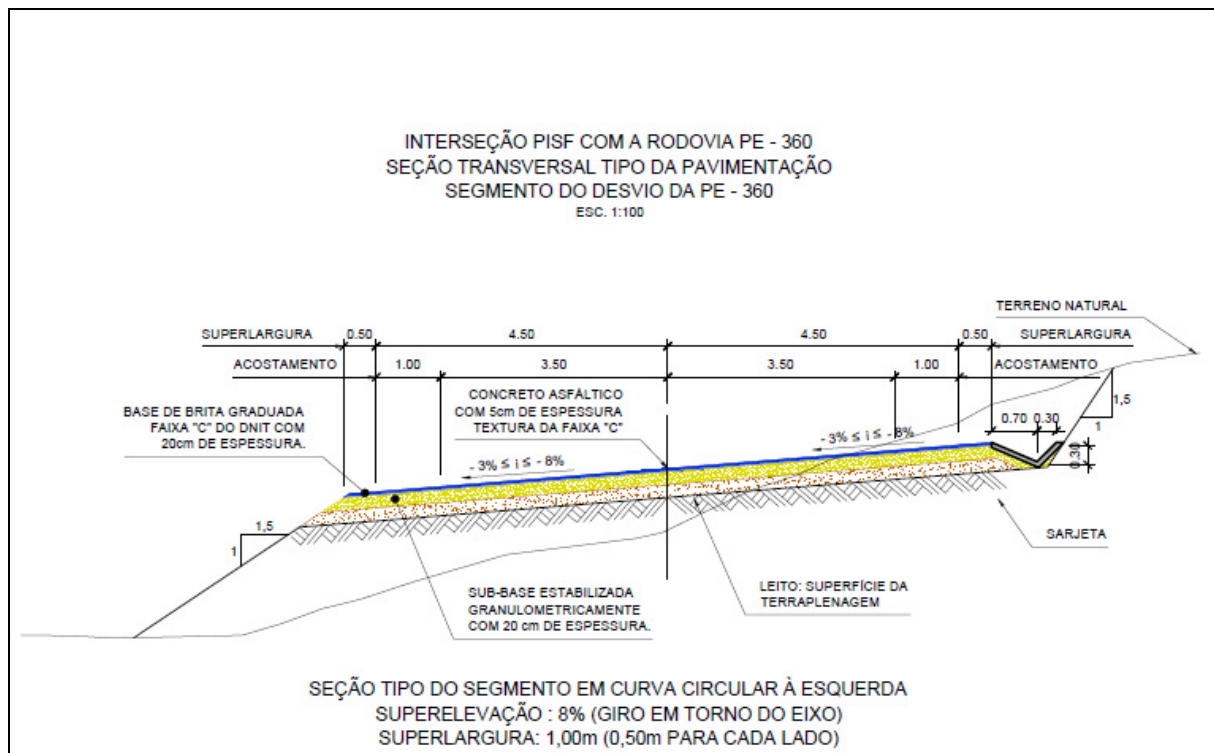 INTERSEÇÃO PISF COM A RODOVIA PE - 360
SEÇÃO TRANSVERSAL TIPO DA PAVIMENTAÇÃO
SEGMENTO DO DESVIO DA PE - 360
ESC. 1:100
TERRENO NATURAL
SUPERLARGURA 0.50 4.50 4.50 0.50 SUPERLARGURA
ACOSTAMENTO 1.00 3.50 3.50 1.00 ACOSTAMENTO
BASE DE BRITA GRADUADA
FAIXA "C" DO DNIT COM
20cm DE ESPESSURA.
CONCRETO ASFÁLTICO
COM 5cm DE ESPESSURA
TEXTURA DA FAIXA "C"
1,5
1
0.70 0.30
0.30
- 3% ≤ i ≤ - 8%
- 3% ≤ i ≤ - 8%
1,5
1
SARJETA
SUB-BASE ESTABILIZADA
GRANULOMETRICAMENTE
COM 20 cm DE ESPESSURA.
LEITO: SUPERFÍCIE DA
TERRAPLENAGEM
SEÇÃO TIPO DO SEGMENTO EM CURVA CIRCULAR À ESQUERDA
SUPERELEVAÇÃO : 8% (GIRO EM TORNO DO EIXO)
SUPERLARGURA: 1,00m (0,50m PARA CADA LADO)